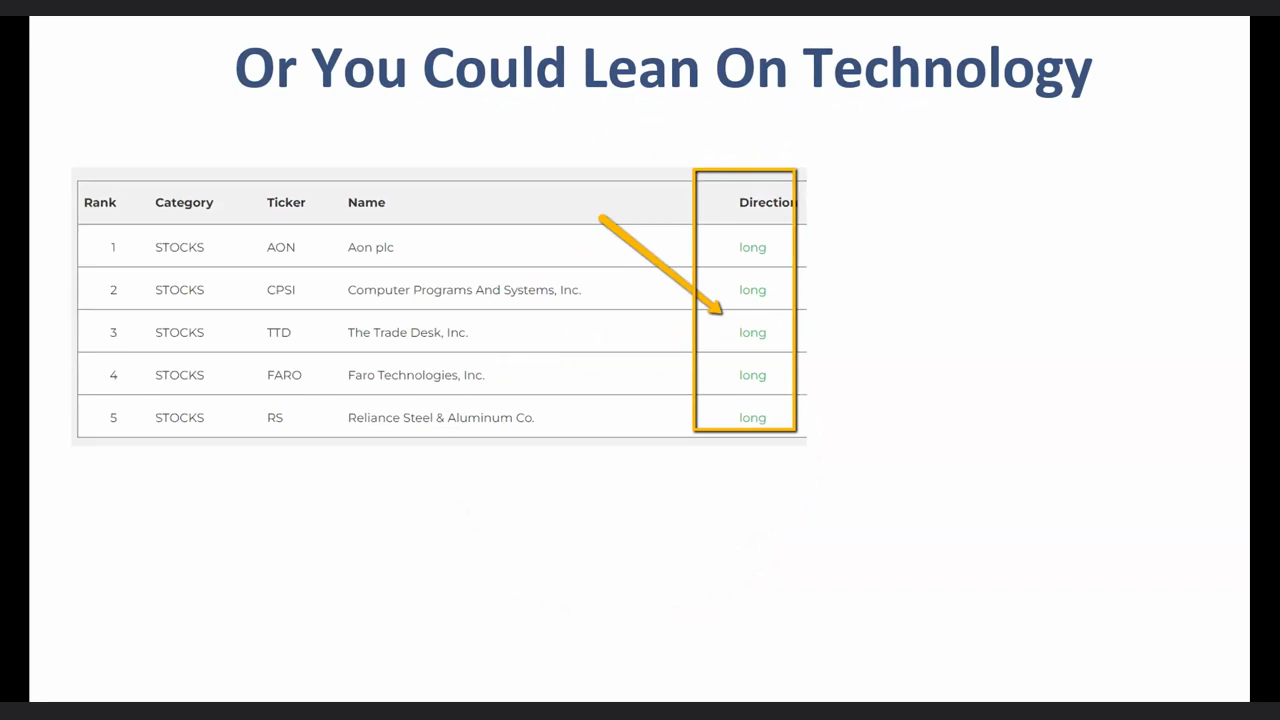 Or You Could Lean On Technology
Rank Category Ticker Name Direction
1 STOCKS AON Aon plc long
2 STOCKS CPSI Computer Programs And Systems, Inc. long
3 STOCKS TTD The Trade Desk, Inc. long
4 STOCKS FARO Faro Technologies, Inc. long
5 STOCKS RS Reliance Steel & Aluminum Co. long